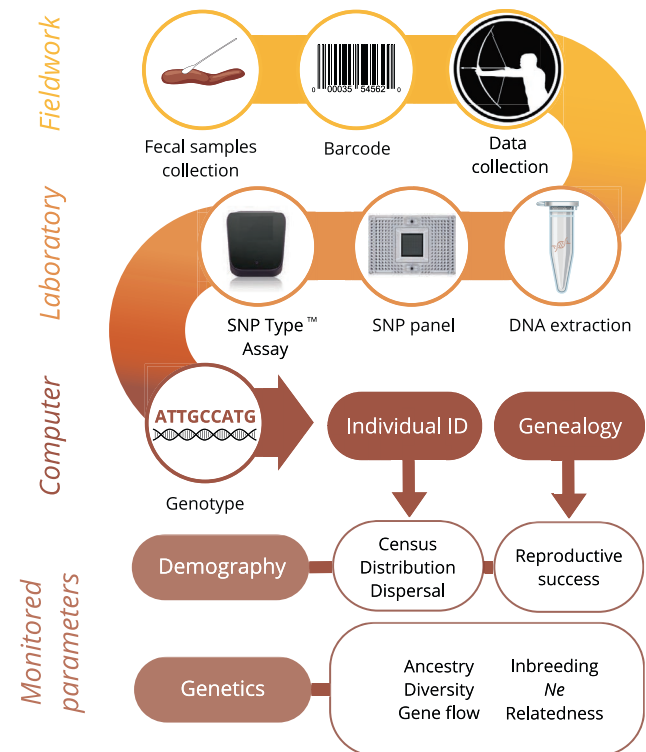 Fieldwork
0 00035 54562 0
Fecal samples
collection
Barcode
Data
collection
Laboratory
SNP Type™
Assay
SNP panel
DNA extraction
Computer
ATTGCCATG
Genotype
Individual ID
Genealogy
Monitored
parameters
Demography
Census
Distribution
Dispersal
Reproductive
success
Genetics
Ancestry
Diversity
Gene flow
Inbreeding
Ne
Relatedness